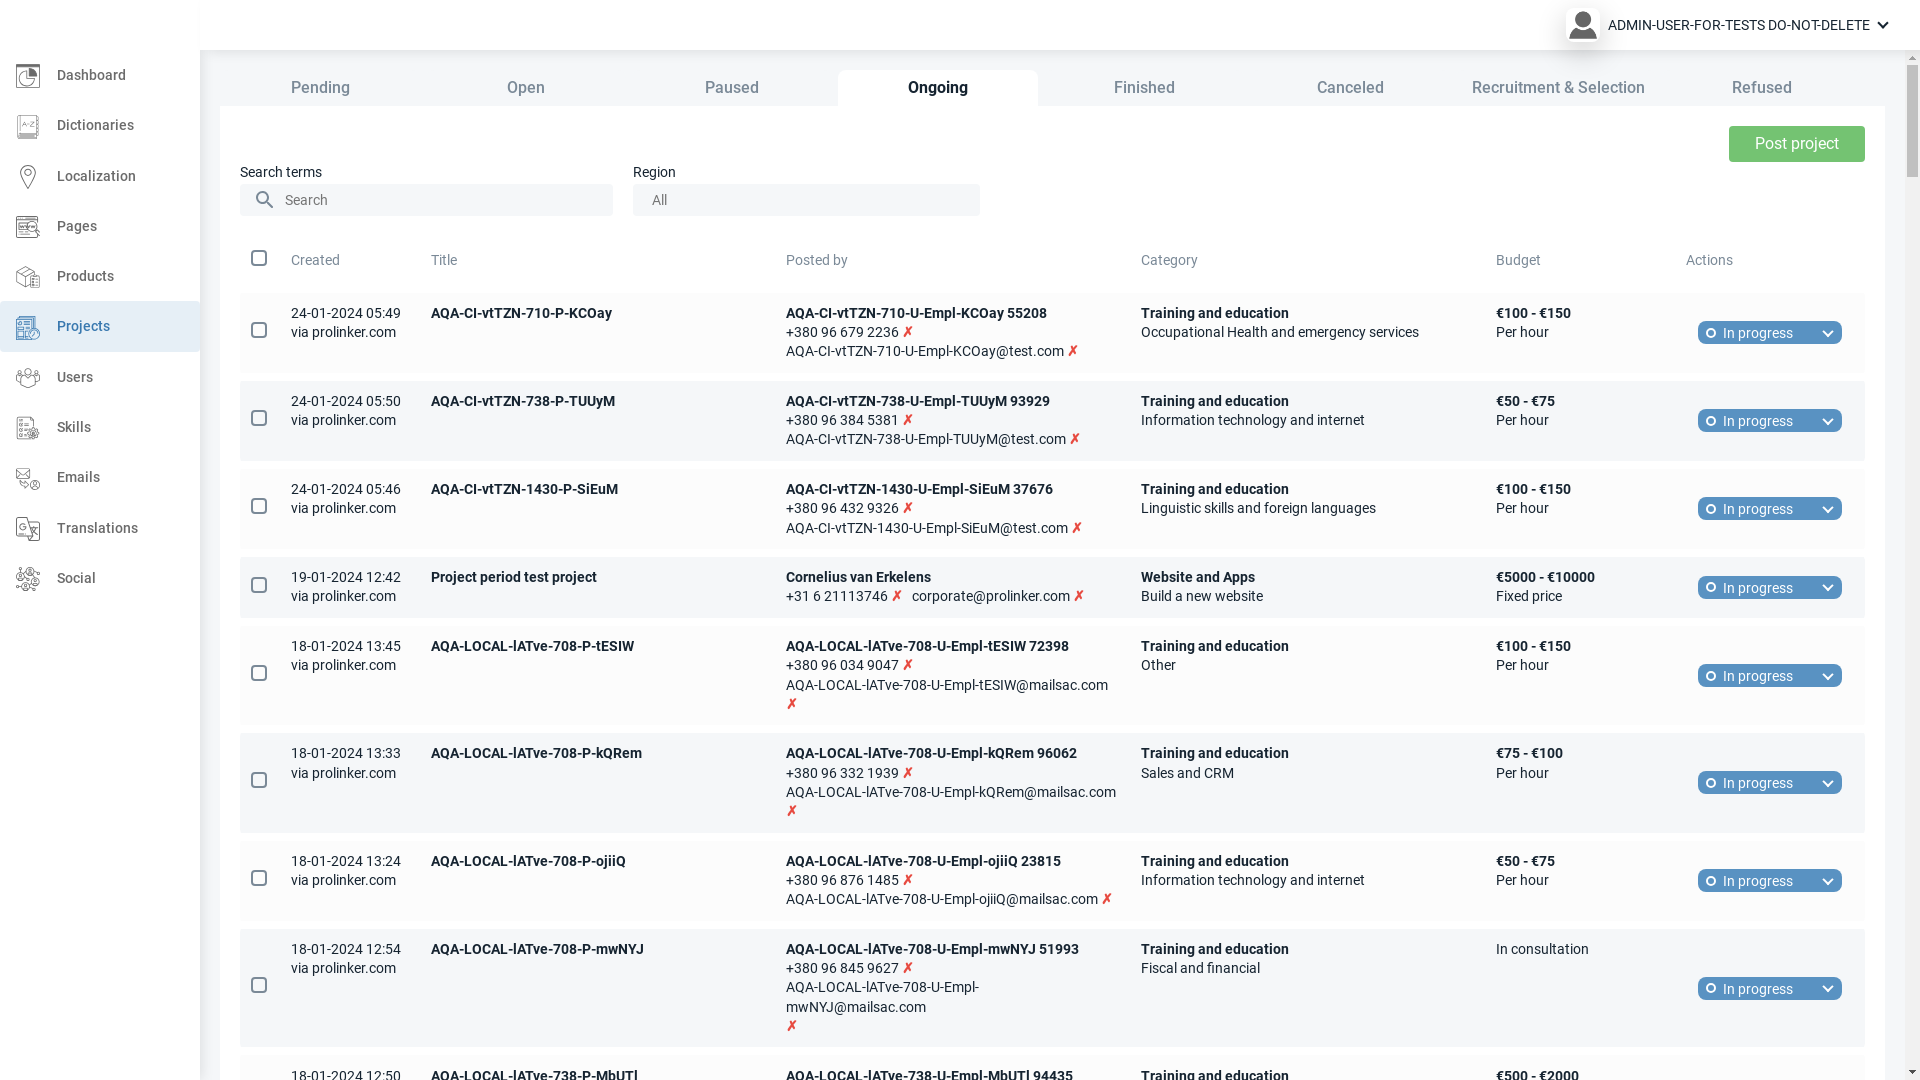 ADMIN-USER-FOR-TESTS DO-NOT-DELETE
Dashboard
Dictionaries
Localization
Pages
Products
Projects
Users
Skills
Emails
Translations
Social
Pending Open Paused Ongoing Finished Canceled Recruitment & Selection Refused
Post project
Search terms Region
Search All
Created Title Posted by Category Budget Actions
24-01-2024 05:49 AQA-CI-vtTZN-710-P-KCOay AQA-CI-vtTZN-710-U-Empl-KCOay 55208 Training and education €100 - €150
via prolinker.com +380 96 679 2236 ✗ Occupational Health and emergency services Per hour In progress
AQA-CI-vtTZN-710-U-Empl-KCOay@test.com ✗
24-01-2024 05:50 AQA-CI-vtTZN-738-P-TUUyM AQA-CI-vtTZN-738-U-Empl-TUUyM 93929 Training and education €50 - €75
via prolinker.com +380 96 384 5381 ✗ Information technology and internet Per hour In progress
AQA-CI-vtTZN-738-U-Empl-TUUyM@test.com ✗
24-01-2024 05:46 AQA-CI-vtTZN-1430-P-SiEuM AQA-CI-vtTZN-1430-U-Empl-SiEuM 37676 Training and education €100 - €150
via prolinker.com +380 96 432 9326 ✗ Linguistic skills and foreign languages Per hour In progress
AQA-CI-vtTZN-1430-U-Empl-SiEuM@test.com ✗
19-01-2024 12:42 Project period test project Cornelius van Erkelens Website and Apps €5000 - €10000
via prolinker.com +31 6 21113746 ✗ corporate@prolinker.com ✗ Build a new website Fixed price In progress
18-01-2024 13:45 AQA-LOCAL-lATve-708-P-tESIW AQA-LOCAL-lATve-708-U-Empl-tESIW 72398 Training and education €100 - €150
via prolinker.com +380 96 034 9047 ✗ Other Per hour In progress
AQA-LOCAL-lATve-708-U-Empl-tESIW@mailsac.com
✗
18-01-2024 13:33 AQA-LOCAL-lATve-708-P-kQRem AQA-LOCAL-lATve-708-U-Empl-kQRem 96062 Training and education €75 - €100
via prolinker.com +380 96 332 1939 ✗ Sales and CRM Per hour In progress
AQA-LOCAL-lATve-708-U-Empl-kQRem@mailsac.com
✗
18-01-2024 13:24 AQA-LOCAL-lATve-708-P-ojiiQ AQA-LOCAL-lATve-708-U-Empl-ojiiQ 23815 Training and education €50 - €75
via prolinker.com +380 96 876 1485 ✗ Information technology and internet Per hour In progress
AQA-LOCAL-lATve-708-U-Empl-ojiiQ@mailsac.com ✗
18-01-2024 12:54 AQA-LOCAL-lATve-708-P-mwNYJ AQA-LOCAL-lATve-708-U-Empl-mwNYJ 51993 Training and education In consultation
via prolinker.com +380 96 845 9627 ✗ Fiscal and financial In progress
AQA-LOCAL-lATve-708-U-Empl-
mwNYJ@mailsac.com
✗
18-01-2024 12:50 AQA-LOCAL-lATve-738-P-MbUTl AQA-LOCAL-lATve-738-U-Empl-MbUTl 94435 Training and education €500 - €2000